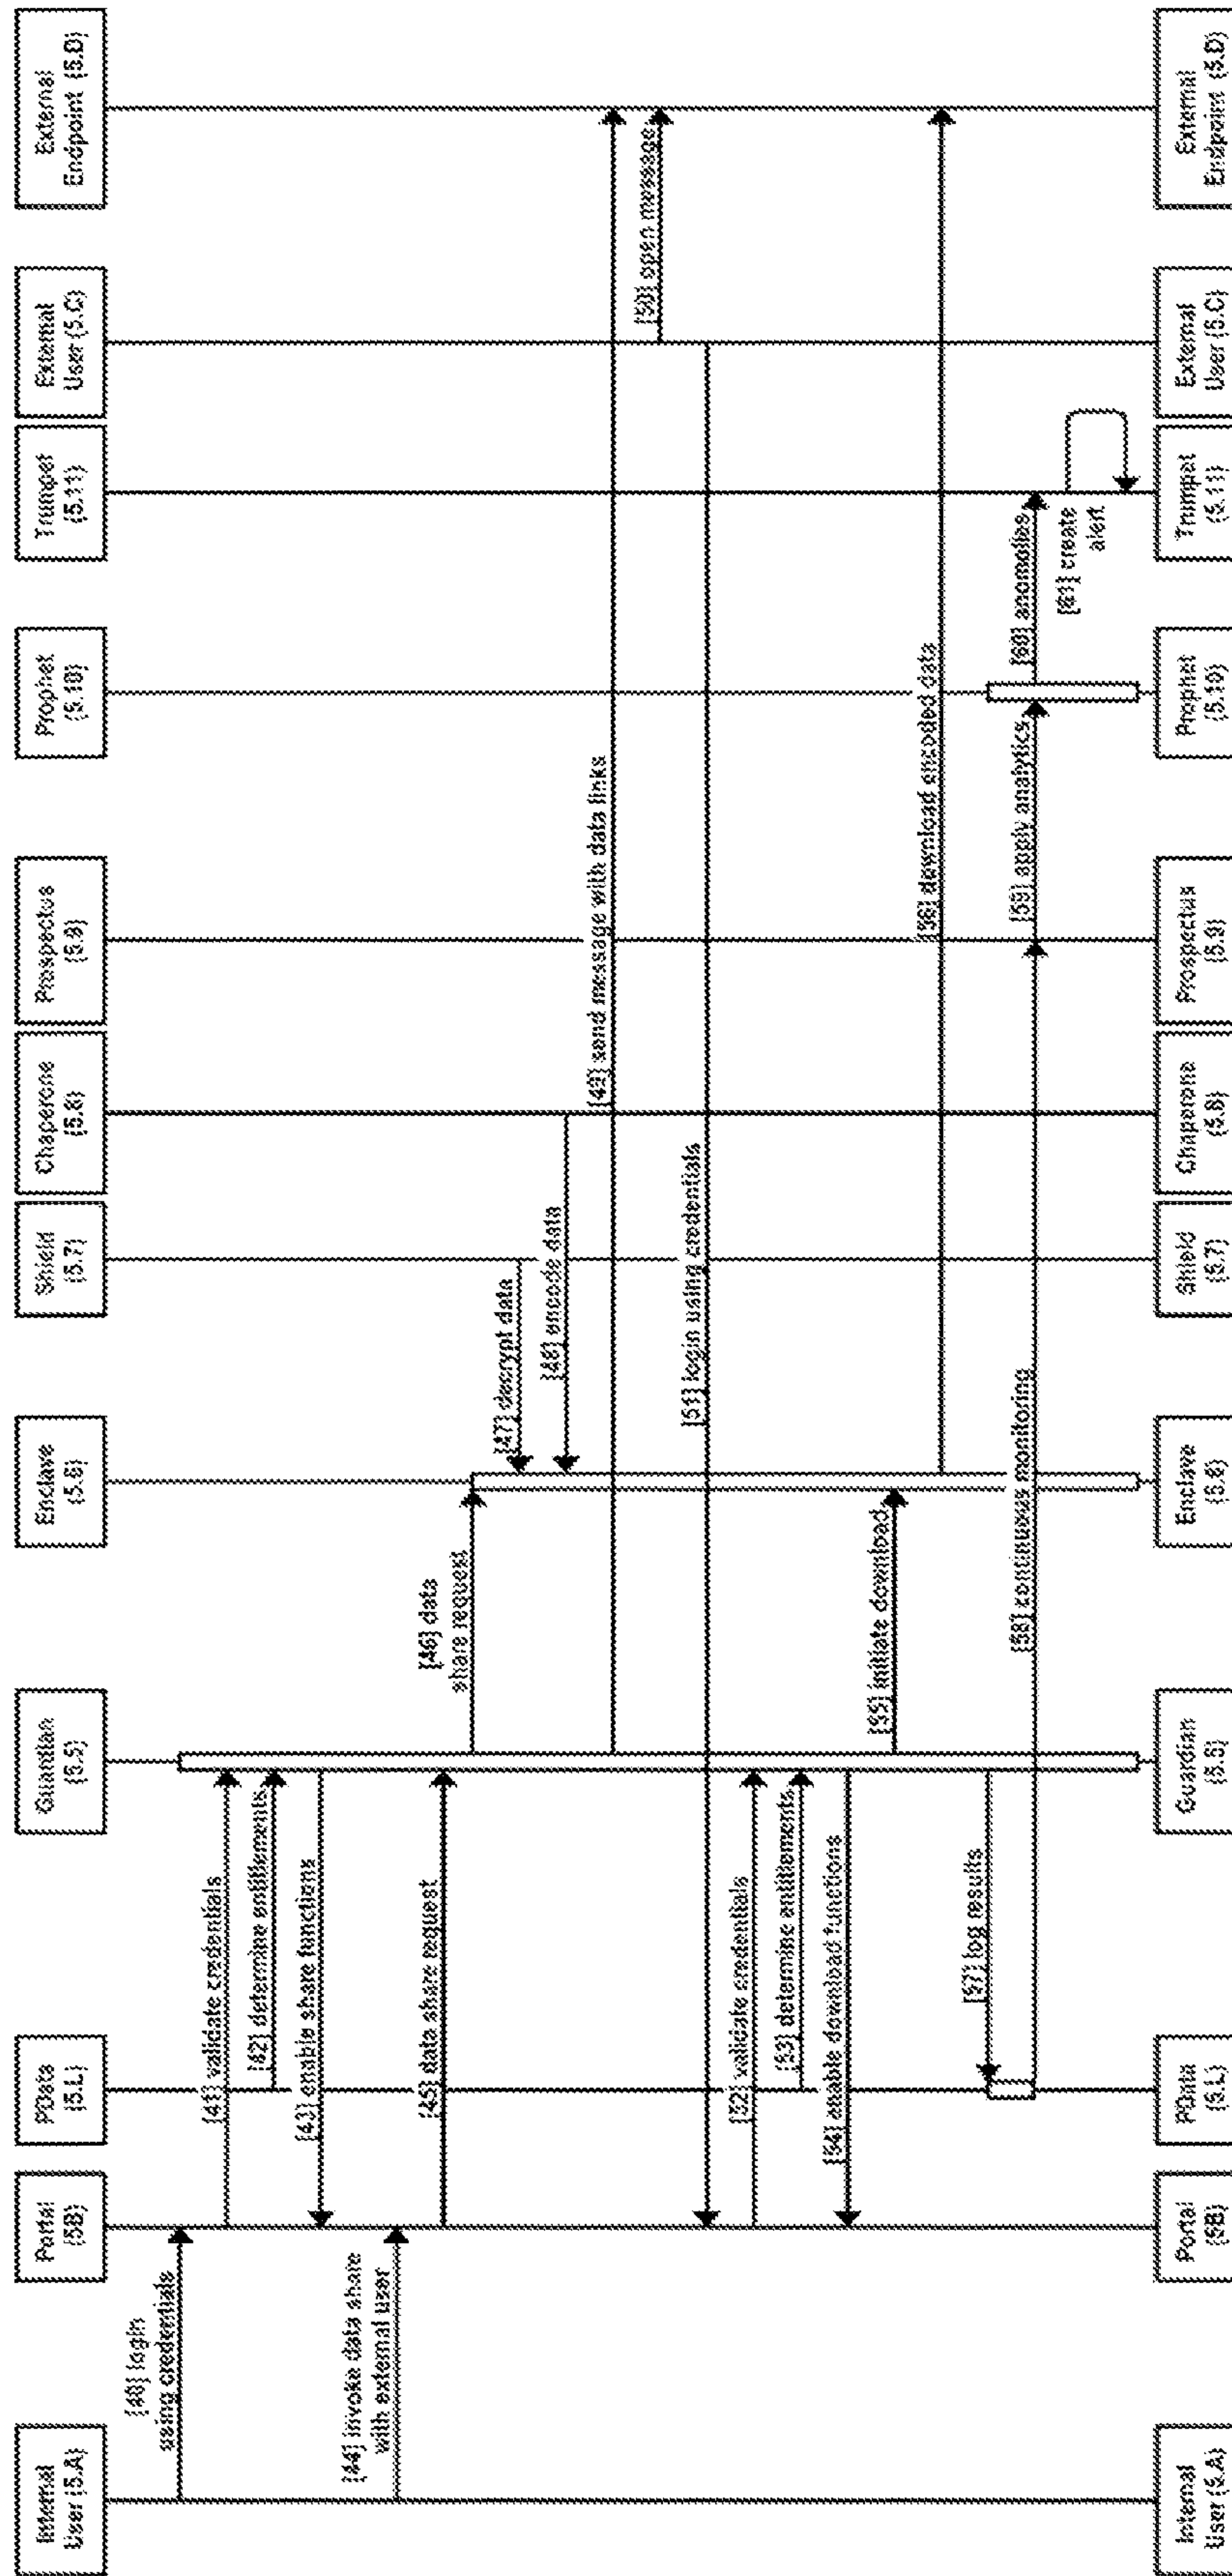 Internal
User (5.A)
Portal
(5B)
PData
(5.L)
Guardian
(5.5)
Enclave
(5.6)
Shield
(5.7)
Chaperone
(5.8)
Prospectus
(5.9)
Prophet
(5.10)
Trumpet
(5.11)
External
User (5.C)
External
Endpoint (5.D)
[40] login
using credentials
[41] validate credentials
[42] determine entitlements
[43] enable share functions
[44] invoke data share
with external user
[45] data share request
[46] data
share request
[47] decrypt data
[48] encode data
[49] send message with data links
[50] open message
[51] login using credentials
[52] validate credentials
[53] determine entitlements
[54] enable download functions
[55] initiate download
[56] download encoded data
[57] log results
[58] continuous monitoring
[59] apply analytics
[60] anomolies
[61] create
alert
Internal
User (5.A)
Portal
(5B)
PData
(5.L)
Guardian
(5.5)
Enclave
(5.6)
Shield
(5.7)
Chaperone
(5.8)
Prospectus
(5.9)
Prophet
(5.10)
Trumpet
(5.11)
External
User (5.C)
External
Endpoint (5.D)